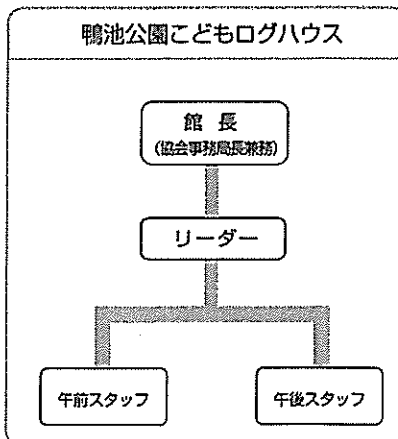 鴨池公園こどもログハウス
館 長
(協会事務局長兼務)
リーダー
午前スタッフ
午後スタッフ